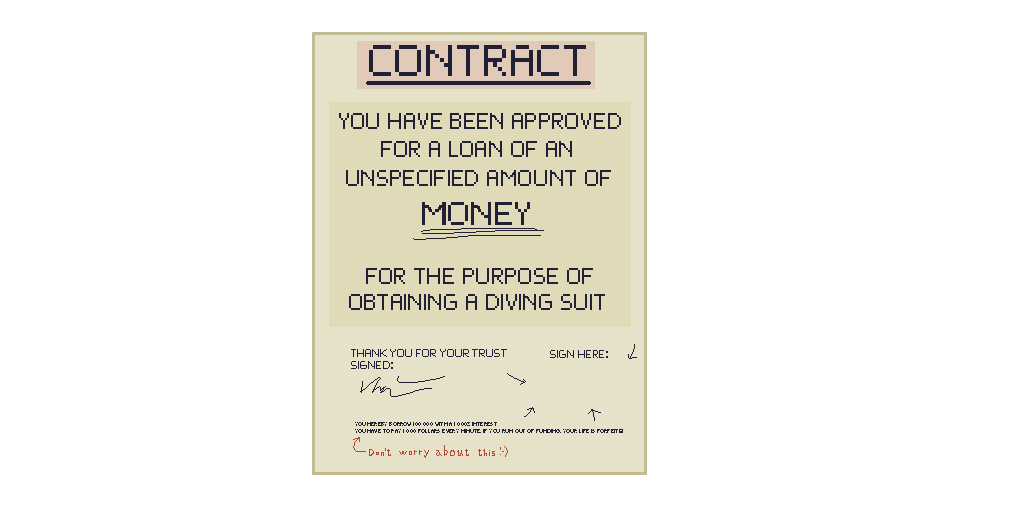 CONTRACT
YOU HAVE BEEN APPROVED
FOR A LOAN OF AN
UNSPECIFIED AMOUNT OF
MONEY
FOR THE PURPOSE OF
OBTAINING A DIVING SUIT
THANK YOU FOR YOUR TRUST
SIGNED:
SIGN HERE:
YOU HEREBY BORROW 100 000 WITH A 1 000% INTEREST
YOU HAVE TO PAY 1 000 DOLLARS EVERY MINUTE. IF YOU RUN OUT OF FUNDING, YOUR LIFE IS FORFEITED
Don't worry about this :-)